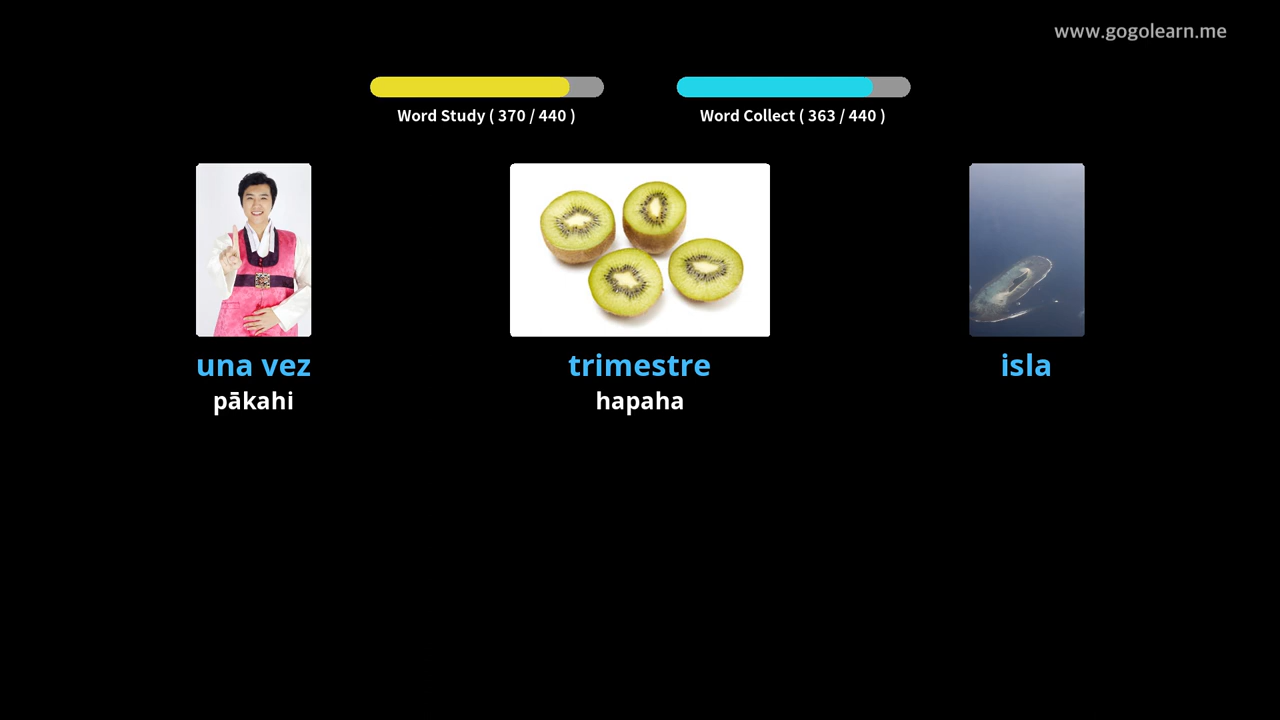 www.gogolearn.me
Word Study ( 370 / 440 )
Word Collect ( 363 / 440 )
una vez
pākahi
trimestre
hapaha
isla